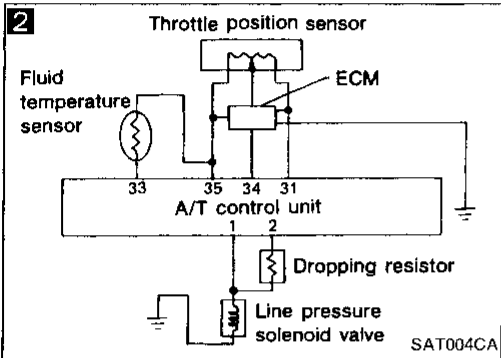 2
Throttle position sensor
ECM
Fluid
temperature
sensor
33 35 34 31
A/T control unit
1 2
Dropping resistor
Line pressure
solenoid valve
SAT004CA